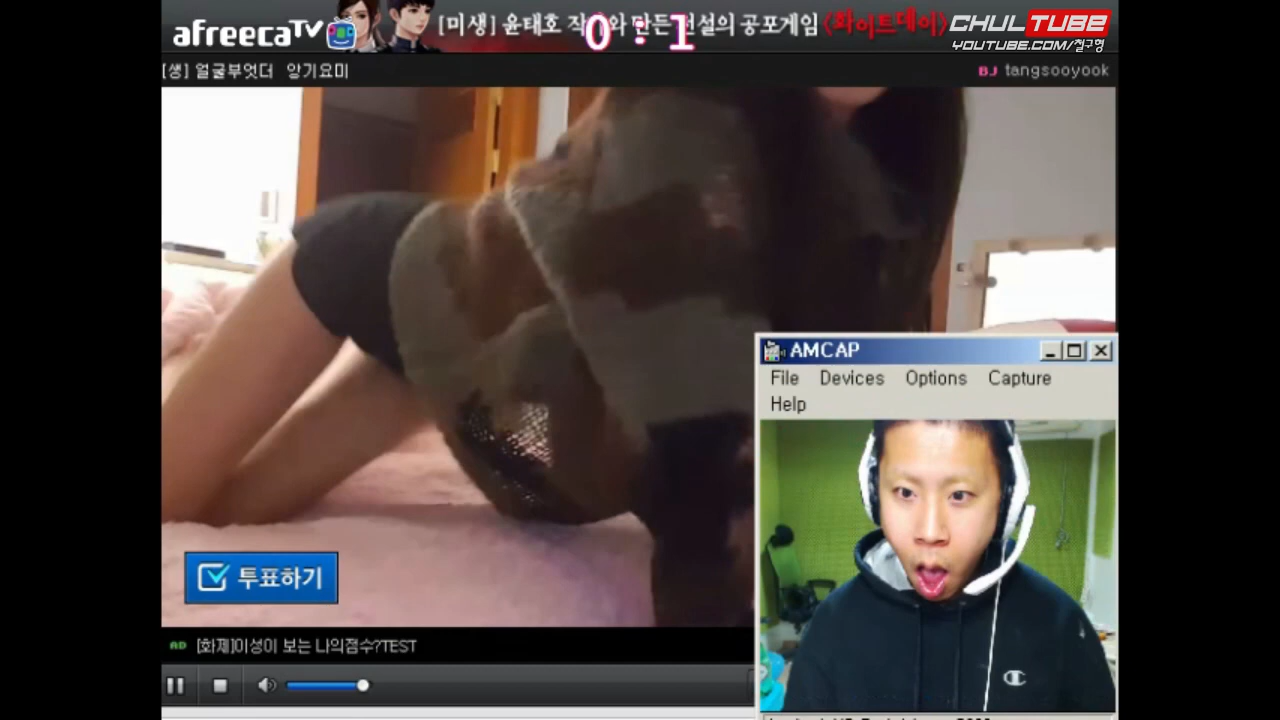 afreecaTV
[미생] 윤태호 작가와 만든 전설의 공포게임 <화이트데이>
0 : 1
CHULTUBE
YOUTUBE.COM/철구형
[생] 얼굴부엇더 앙기요미
BJ tangsooyook
AMCAP
File Devices Options Capture
Help
투표하기
AD [화제]이성이 보는 나의점수?TEST